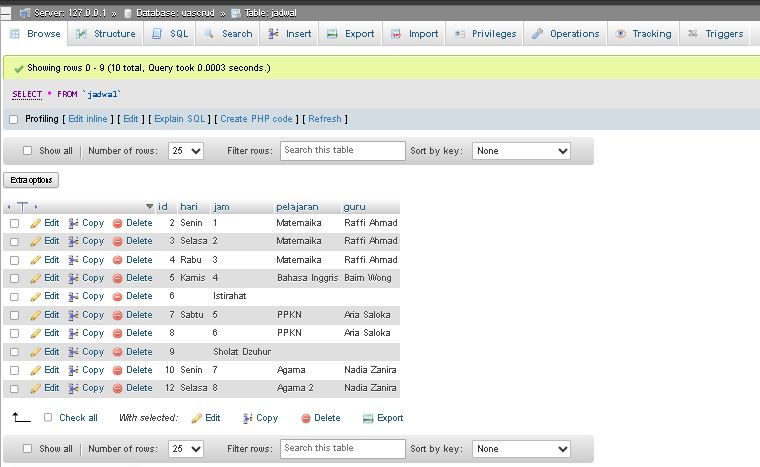 Server: 127.0.0.1 » Database: uascrud » Table: jadwal
Browse Structure SQL Search Insert Export Import Privileges Operations Tracking Triggers
Showing rows 0 - 9 (10 total, Query took 0.0003 seconds.)
SELECT * FROM `jadwal`
Profiling [ Edit inline ] [ Edit ] [ Explain SQL ] [ Create PHP code ] [ Refresh ]
Show all Number of rows: 25 Filter rows: Search this table Sort by key: None
Extra options
id hari jam pelajaran guru
Edit Copy Delete 2 Senin 1 Matemaika Raffi Ahmad
Edit Copy Delete 3 Selasa 2 Matemaika Raffi Ahmad
Edit Copy Delete 4 Rabu 3 Matemaika Raffi Ahmad
Edit Copy Delete 5 Kamis 4 Bahasa Inggris Baim Wong
Edit Copy Delete 6 Istirahat
Edit Copy Delete 7 Sabtu 5 PPKN Aria Saloka
Edit Copy Delete 8 6 PPKN Aria Saloka
Edit Copy Delete 9 Sholat Dzuhur
Edit Copy Delete 10 Senin 7 Agama Nadia Zanira
Edit Copy Delete 12 Selasa 8 Agama 2 Nadia Zanira
Check all With selected: Edit Copy Delete Export
Show all Number of rows: 25 Filter rows: Search this table Sort by key: None